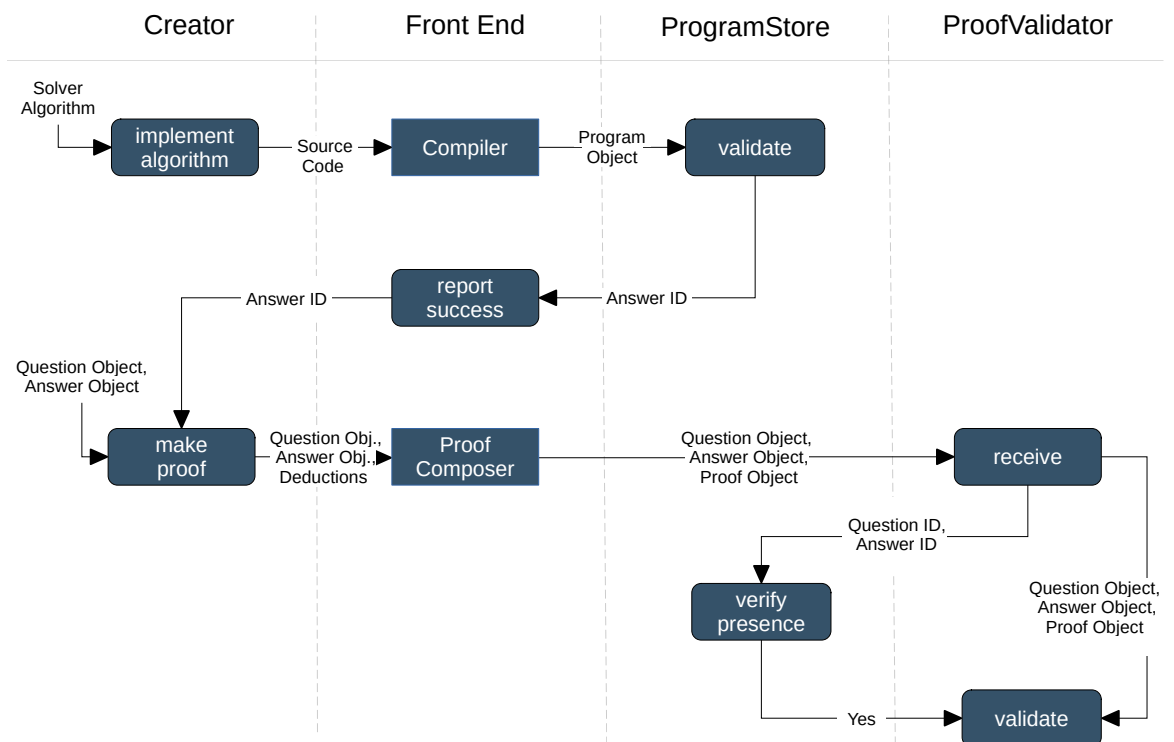 Creator
Front End
ProgramStore
ProofValidator
Solver
Algorithm
implement
algorithm
Source
Code
Compiler
Program
Object
validate
Answer ID
report
success
Answer ID
Question Object,
Answer Object
make
proof
Question Obj.,
Answer Obj.,
Deductions
Proof
Composer
Question Object,
Answer Object,
Proof Object
receive
Question ID,
Answer ID
verify
presence
Question Object,
Answer Object,
Proof Object
Yes
validate